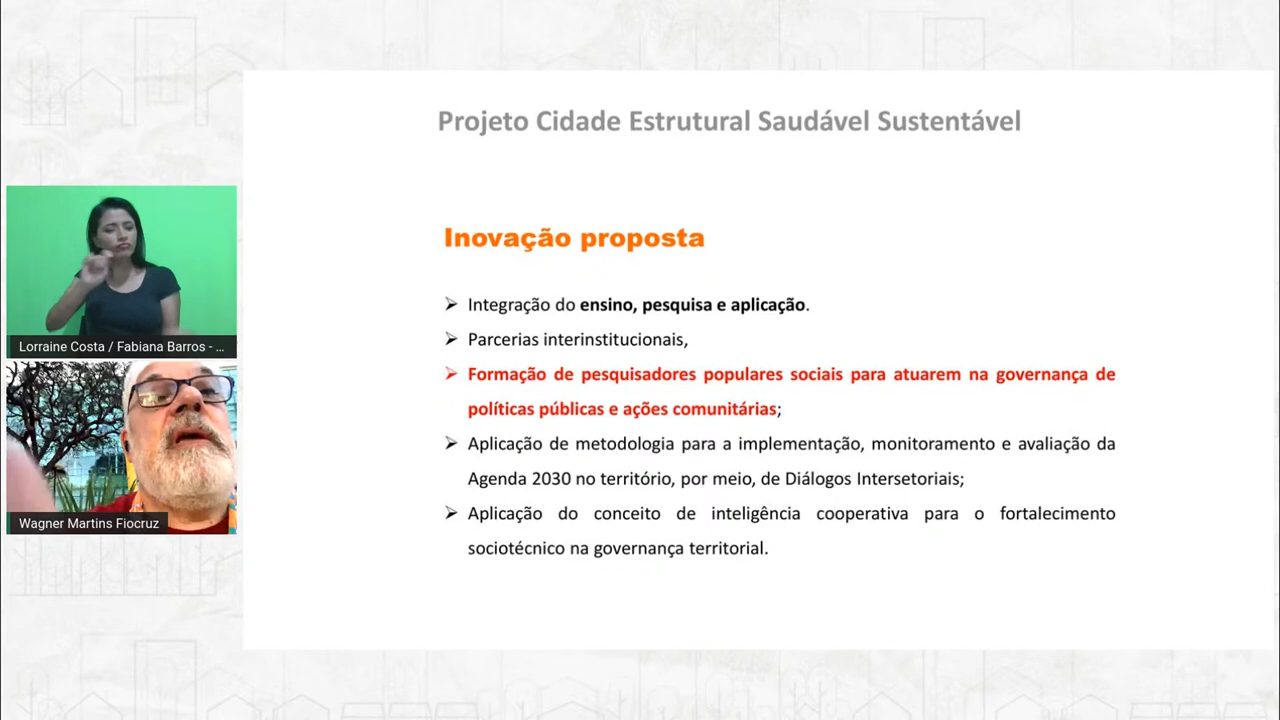 Projeto Cidade Estrutural Saudável Sustentável
Inovação proposta
➢ Integração do ensino, pesquisa e aplicação.
➢ Parcerias interinstitucionais,
➢ Formação de pesquisadores populares sociais para atuarem na governança de
políticas públicas e ações comunitárias;
➢ Aplicação de metodologia para a implementação, monitoramento e avaliação da
Agenda 2030 no território, por meio, de Diálogos Intersetoriais;
➢ Aplicação do conceito de inteligência cooperativa para o fortalecimento
sociotécnico na governança territorial.
Lorraine Costa / Fabiana Barros - ...
Wagner Martins Fiocruz